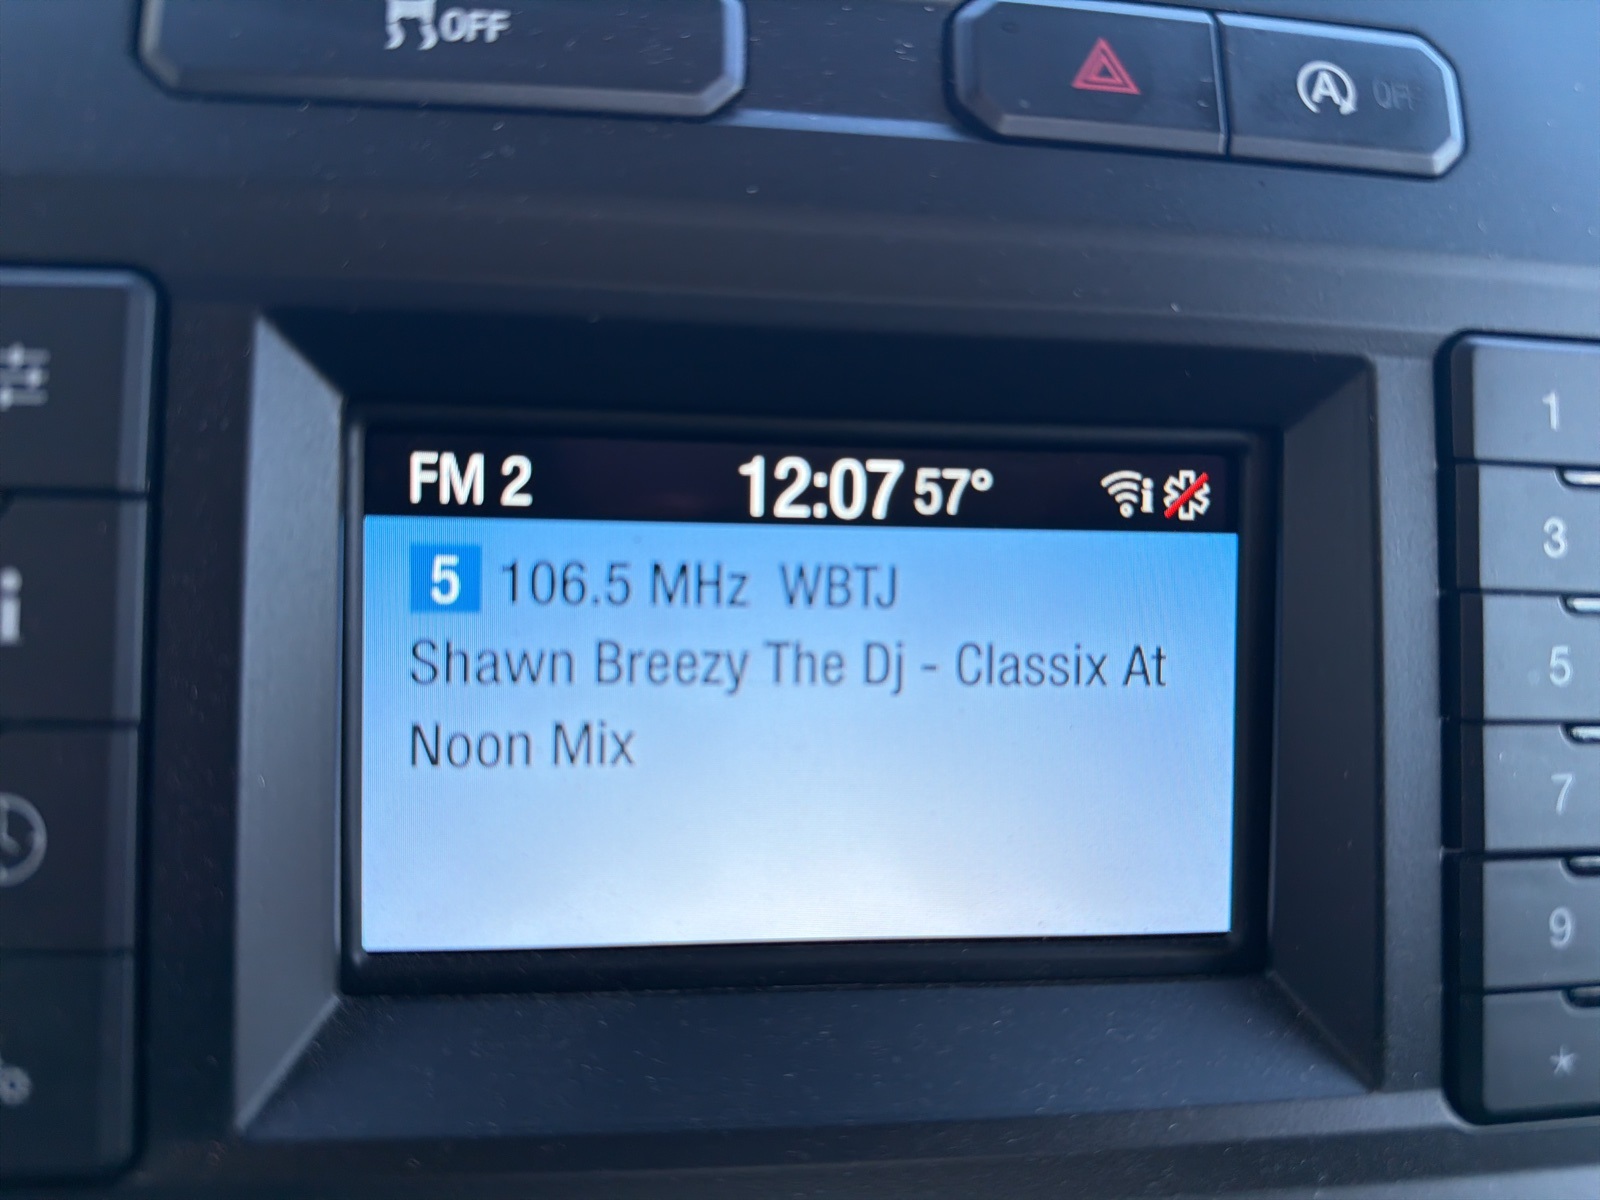 OFF
A OFF
FM 2 12:07 57° i
5 106.5 MHz WBTJ
Shawn Breezy The Dj - Classix At
Noon Mix
i
1
3
5
7
9
*